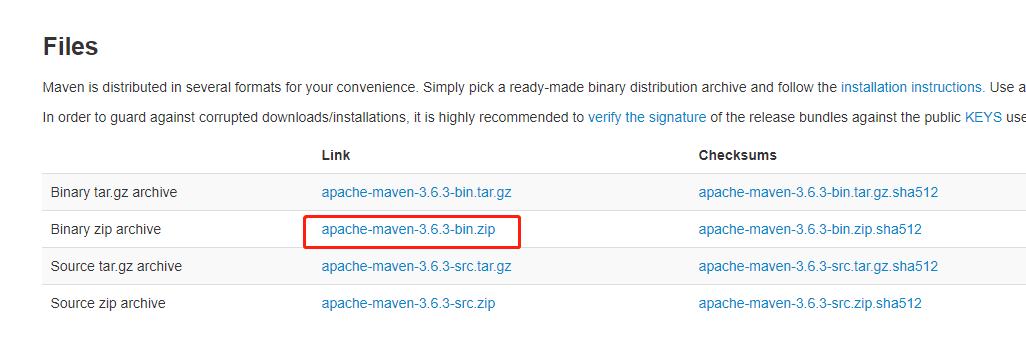 Files
Maven is distributed in several formats for your convenience. Simply pick a ready-made binary distribution archive and follow the installation instructions. Use a
In order to guard against corrupted downloads/installations, it is highly recommended to verify the signature of the release bundles against the public KEYS use
Link Checksums
Binary tar.gz archive apache-maven-3.6.3-bin.tar.gz apache-maven-3.6.3-bin.tar.gz.sha512
Binary zip archive apache-maven-3.6.3-bin.zip apache-maven-3.6.3-bin.zip.sha512
Source tar.gz archive apache-maven-3.6.3-src.tar.gz apache-maven-3.6.3-src.tar.gz.sha512
Source zip archive apache-maven-3.6.3-src.zip apache-maven-3.6.3-src.zip.sha512